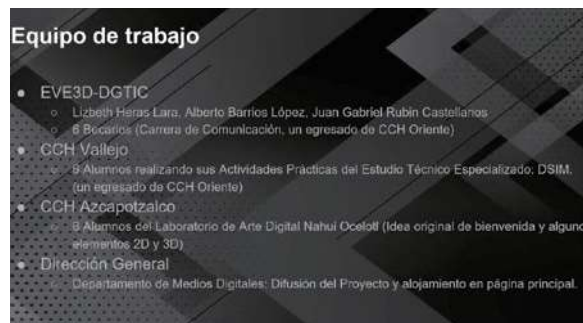 Equipo de trabajo
● EVE3D-DGTIC
○ Lizbeth Heras Lara, Alberto Barrios López, Juan Gabriel Rubin Castellanos
○ 6 Becarios (Carrera de Comunicación, un egresado de CCH Oriente)
● CCH Vallejo
○ 9 Alumnos realizando sus Actividades Prácticas del Estudio Técnico Especializado: DSIM.
(un egresado de CCH Oriente)
● CCH Azcapotzalco
○ 6 Alumnos del Laboratorio de Arte Digital Nahui Ocelotl (Idea original de bienvenida y alguno
elementos 2D y 3D)
● Dirección General
○ Departamento de Medios Digitales: Difusión del Proyecto y alojamiento en página principal.